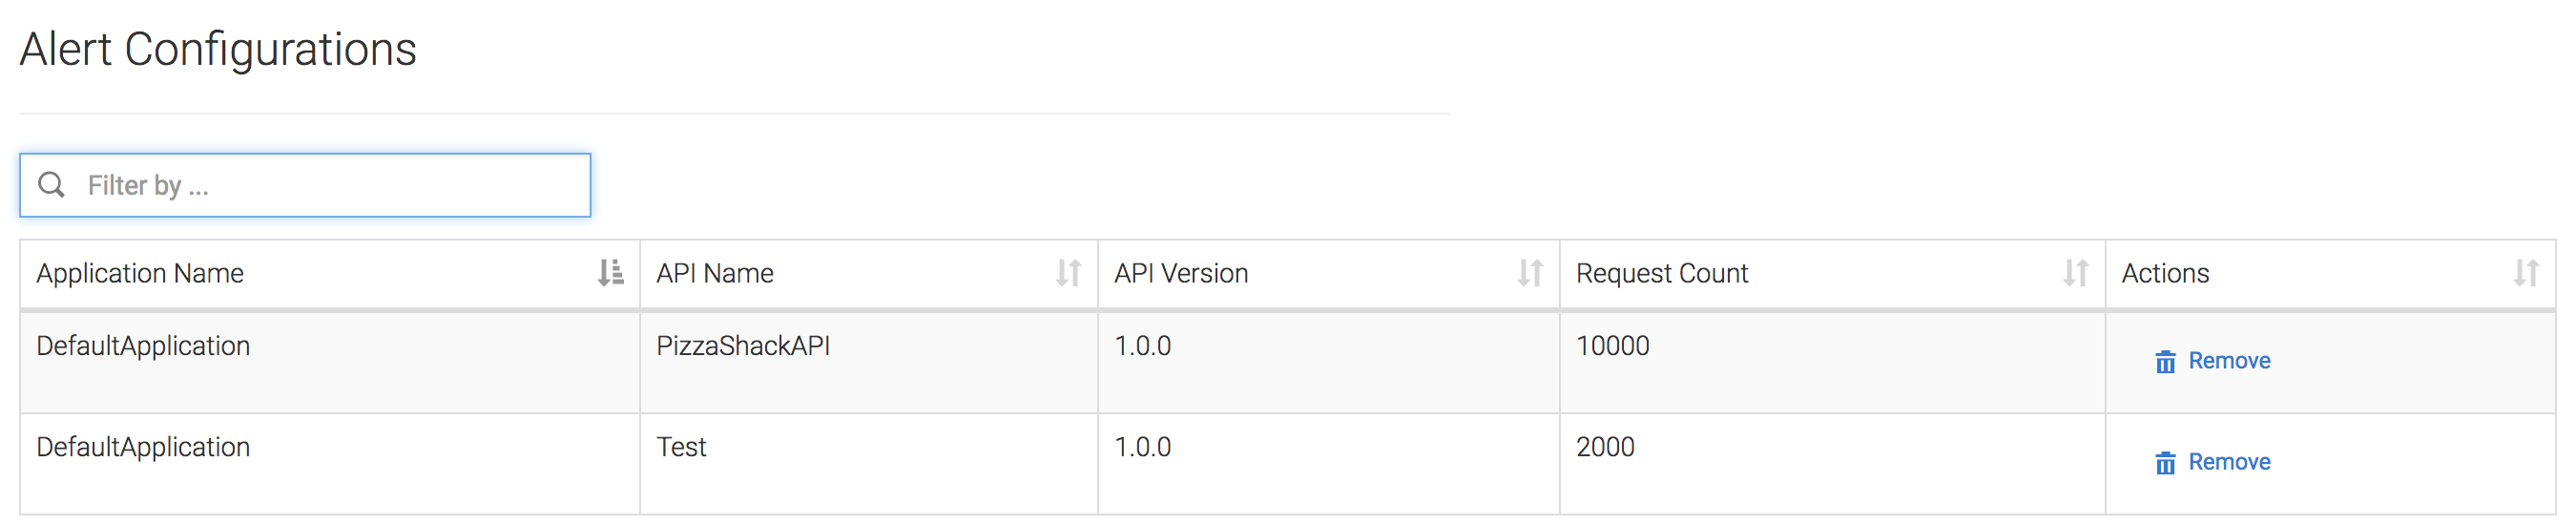 Alert Configurations
Filter by ...
Application Name API Name API Version Request Count Actions
DefaultApplication PizzaShackAPI 1.0.0 10000 Remove
DefaultApplication Test 1.0.0 2000 Remove